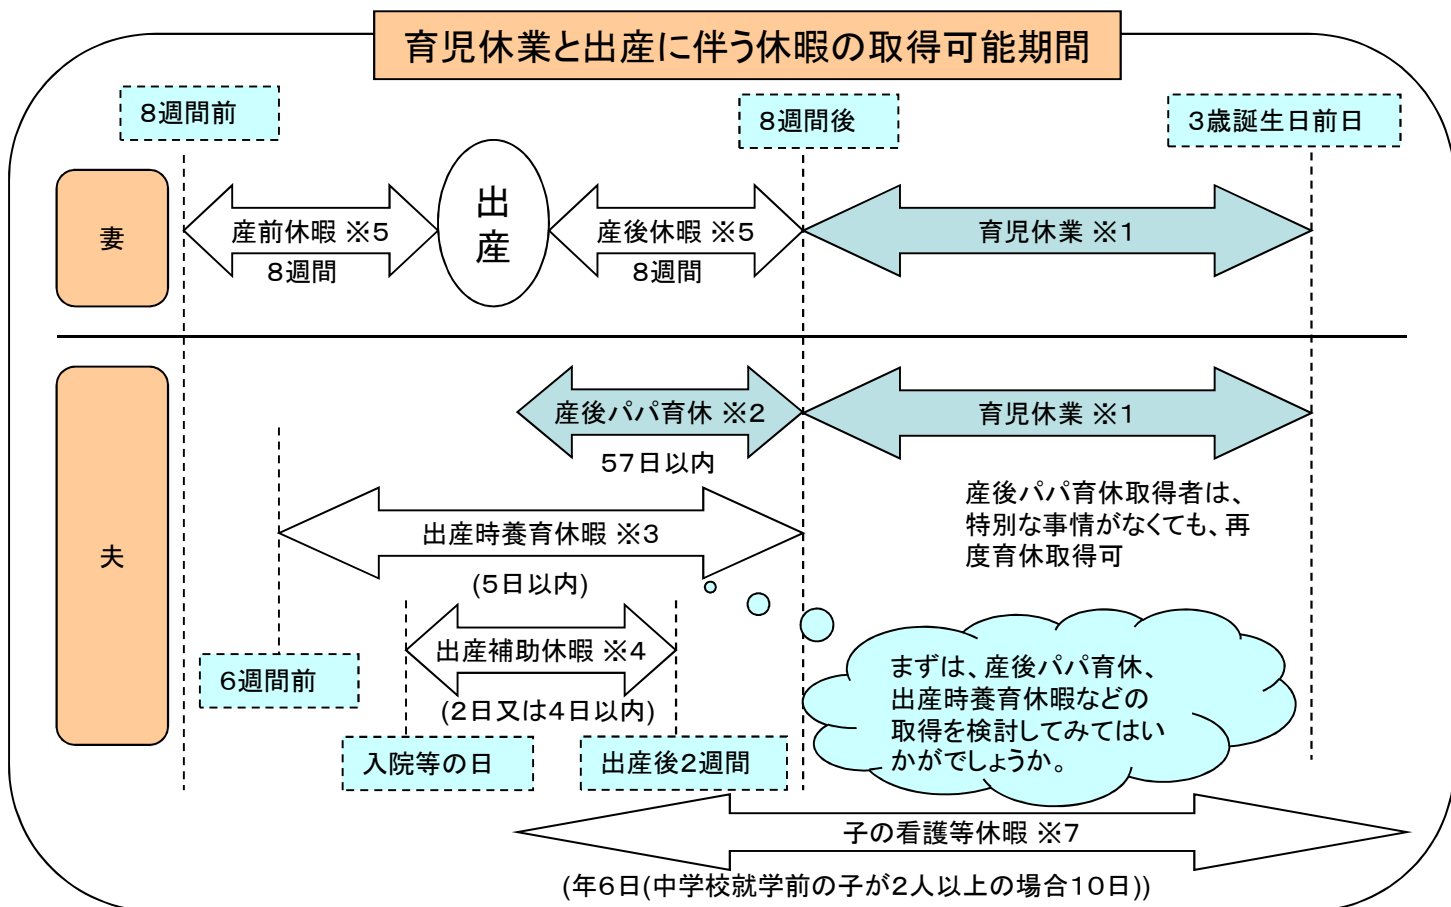 育児休業と出産に伴う休暇の取得可能期間
8週間前
8週間後
3歳誕生日前日
妻
産前休暇 ※5
8週間
出
産
産後休暇 ※5
8週間
育児休業 ※1
夫
産後パパ育休 ※2
57日以内
育児休業 ※1
産後パパ育休取得者は、
特別な事情がなくても、再
度育休取得可
出産時養育休暇 ※3
(5日以内)
6週間前
出産補助休暇 ※4
(2日又は4日以内)
入院等の日
出産後2週間
まずは、産後パパ育休、
出産時養育休暇などの
取得を検討してみてはい
かがでしょうか。
子の看護等休暇 ※7
(年6日(中学校就学前の子が2人以上の場合10日))